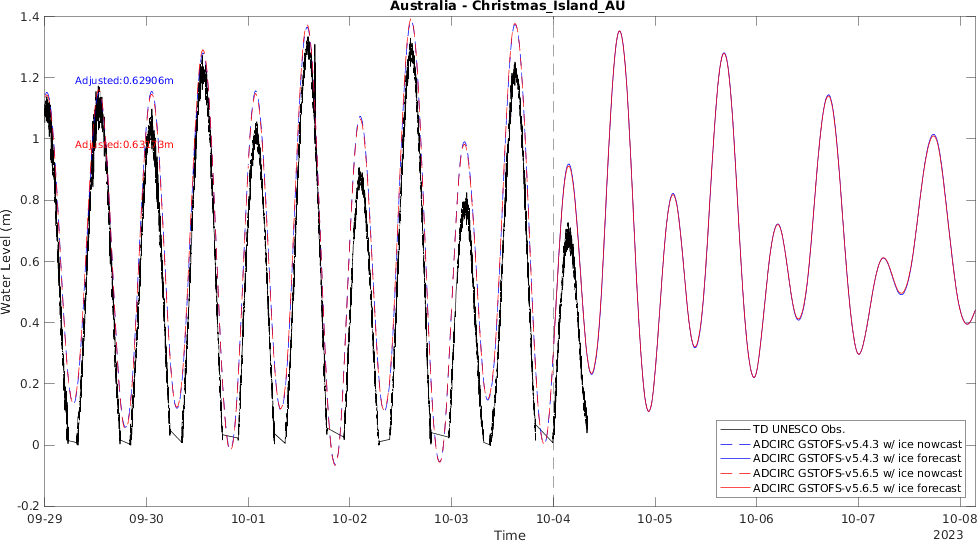 Australia - Christmas_Island_AU
1.4
1.2
1
0.8
0.6
0.4
0.2
0
-0.2
Water Level (m)
Adjusted:0.62906m
TD UNESCO Obs.
ADCIRC GSTOFS-v5.4.3 w/ ice nowcast
ADCIRC GSTOFS-v5.4.3 w/ ice forecast
ADCIRC GSTOFS-v5.6.5 w/ ice nowcast
ADCIRC GSTOFS-v5.6.5 w/ ice forecast
09-29 09-30 10-01 10-02 10-03 10-04 10-05 10-06 10-07 10-08
Time
2023